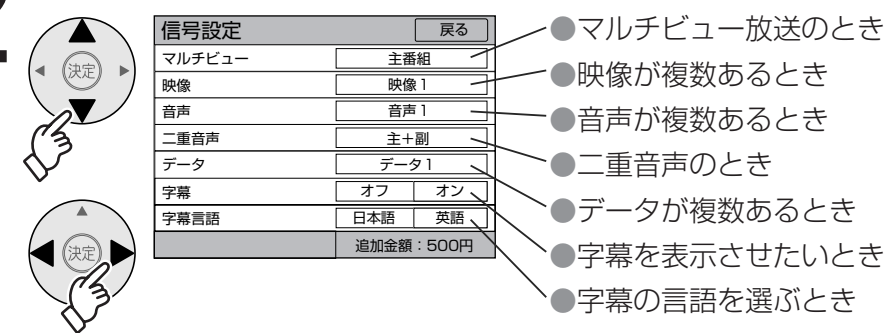 信号設定 戻る
マルチビュー 主番組
映像 映像1
音声 音声1
二重音声 主＋副
データ データ1
字幕 オフ オン
字幕言語 日本語 英語
追加金額：500円
●マルチビュー放送のとき
●映像が複数あるとき
●音声が複数あるとき
●二重音声のとき
●データが複数あるとき
●字幕を表示させたいとき
●字幕の言語を選ぶとき
決定
決定